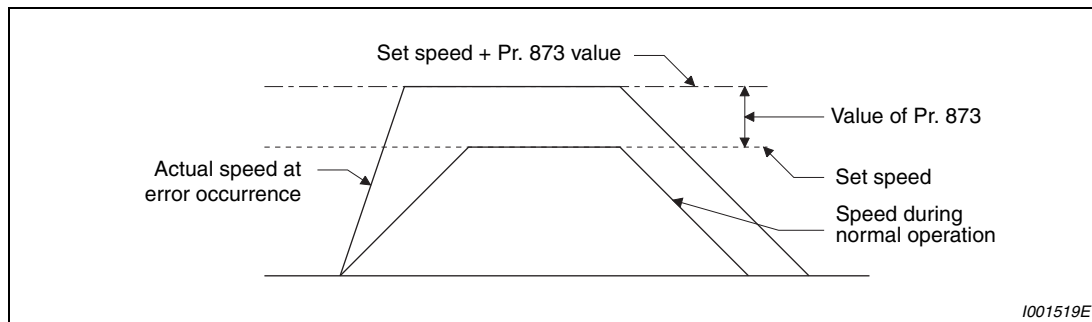 Set speed + Pr. 873 value
Value of Pr. 873
Actual speed at
error occurrence
Set speed
Speed during
normal operation
I001519E